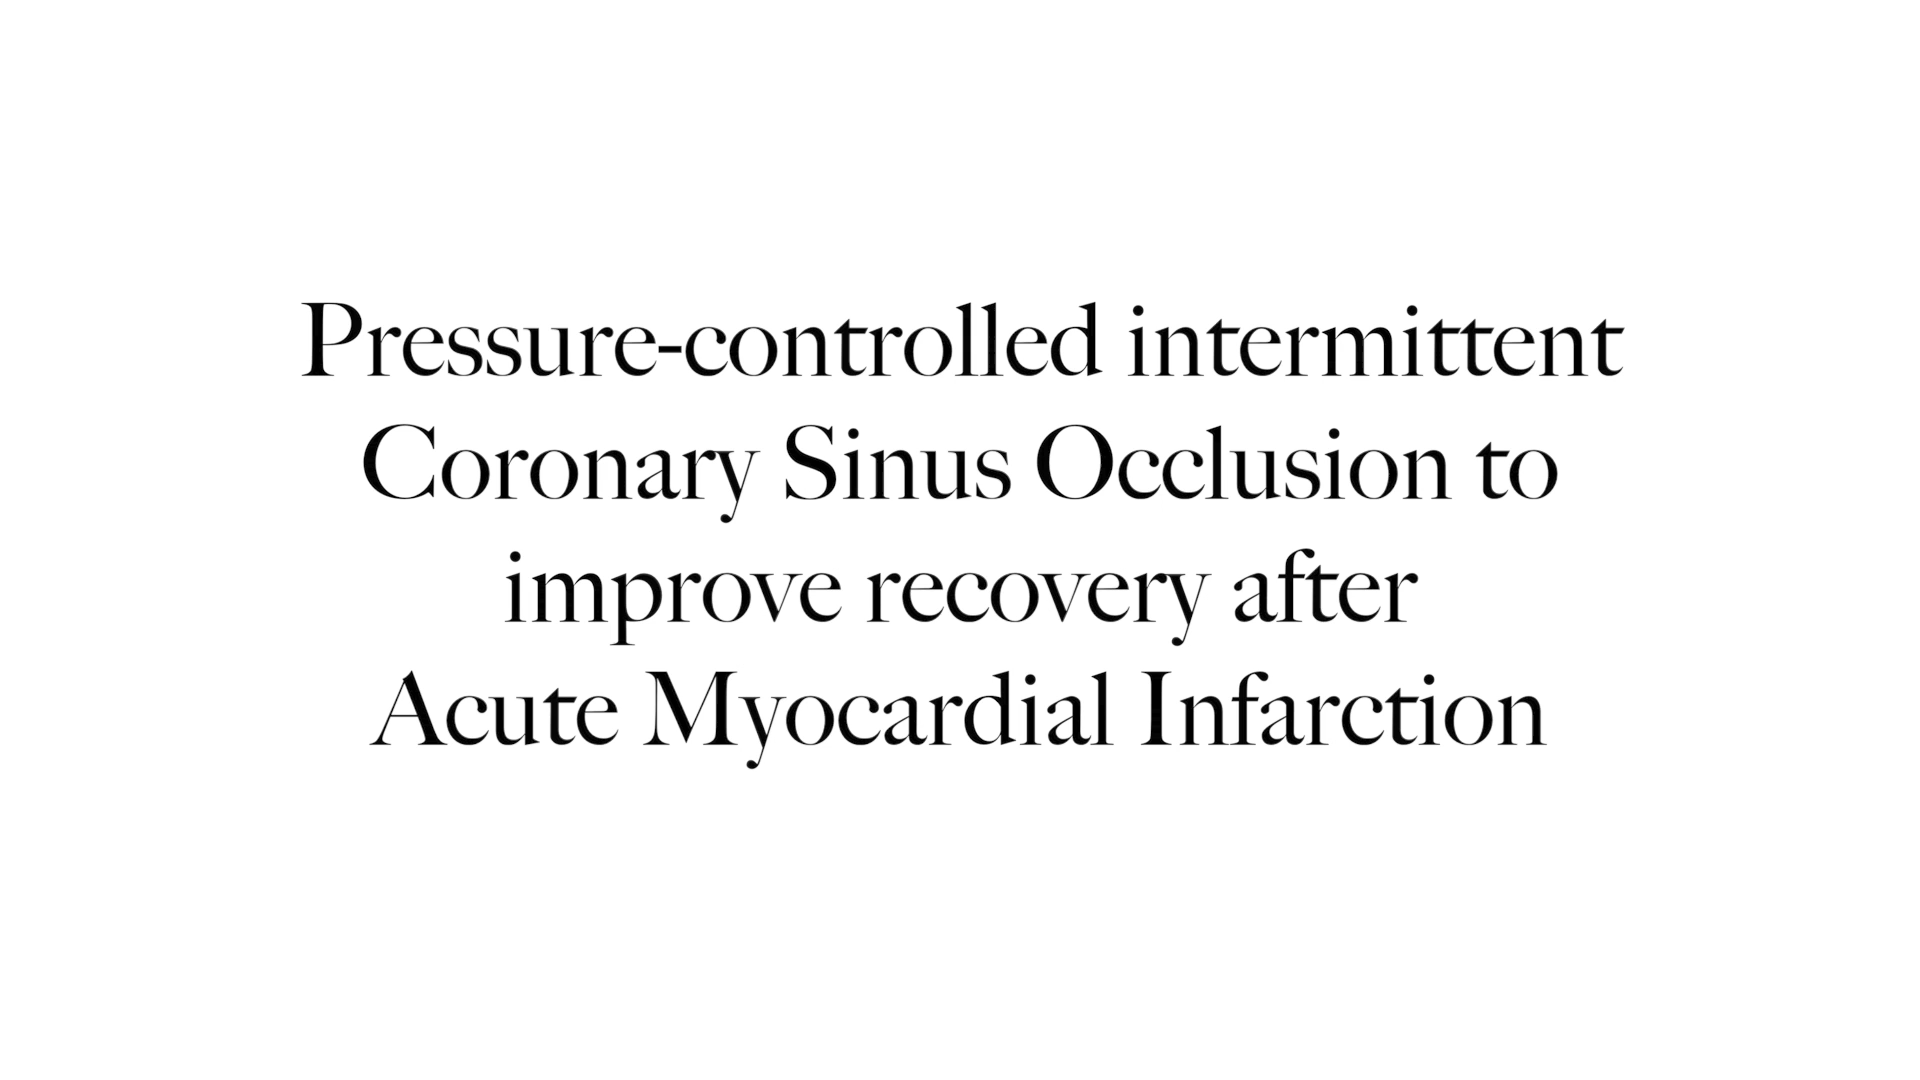 Pressure-controlled intermittent
Coronary Sinus Occlusion to
improve recovery after
Acute Myocardial Infarction